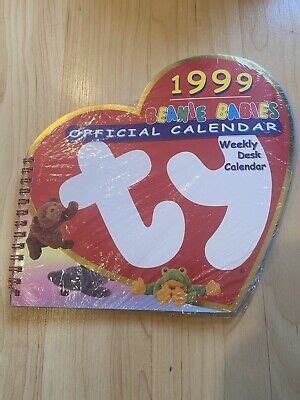 1999
BEANIE BABIES
OFFICIAL CALENDAR
Weekly
Desk
Calendar
ty